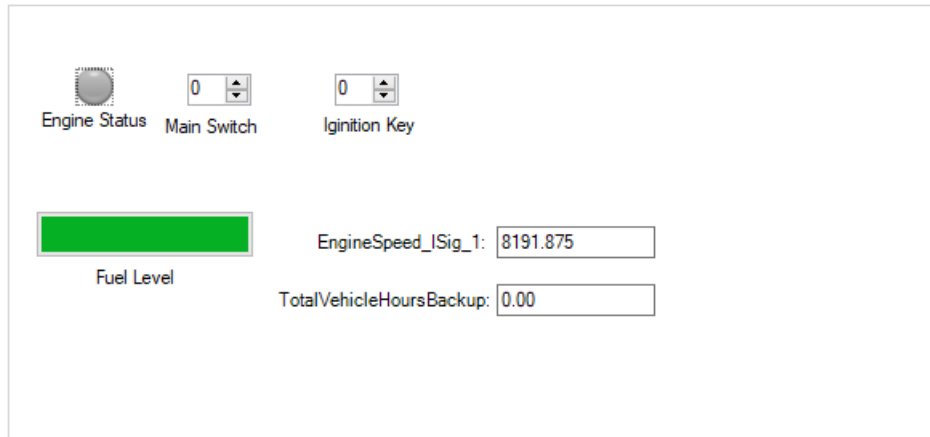 0
0
Engine Status
Main Switch
Iginition Key
EngineSpeed_ISig_1: 8191.875
Fuel Level
TotalVehicleHoursBackup: 0.00